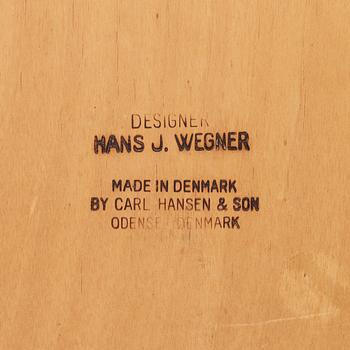 DESIGNER
HANS J. WEGNER
MADE IN DENMARK
BY CARL HANSEN & SON
ODENSE DENMARK